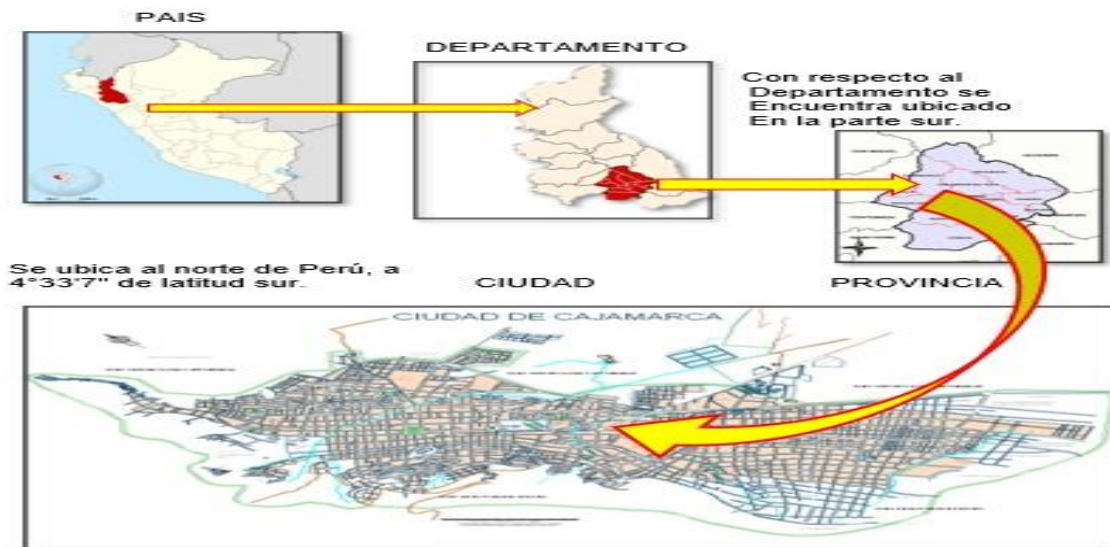 PAIS
DEPARTAMENTO
Con respecto al
Departamento se
Encuentra ubicado
En la parte sur.
Se ubica al norte de Perú, a
4°33'7" de latitud sur.
CIUDAD
PROVINCIA
CIUDAD DE CAJAMARCA